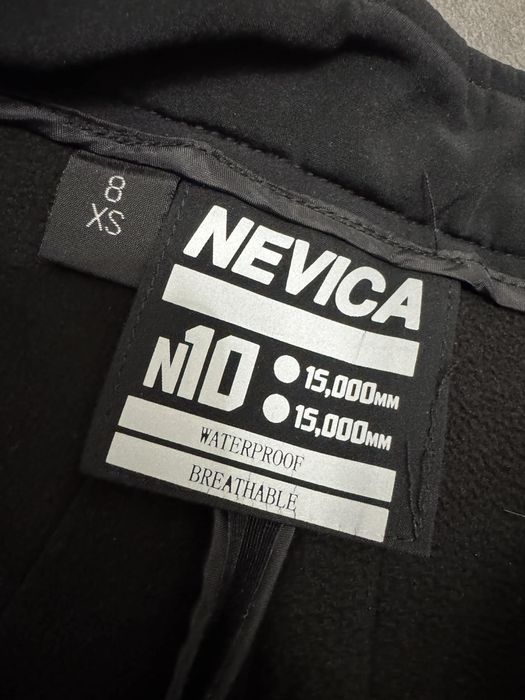 8
XS
NEVICA
N10
15,000MM
15,000MM
WATERPROOF
BREATHABLE